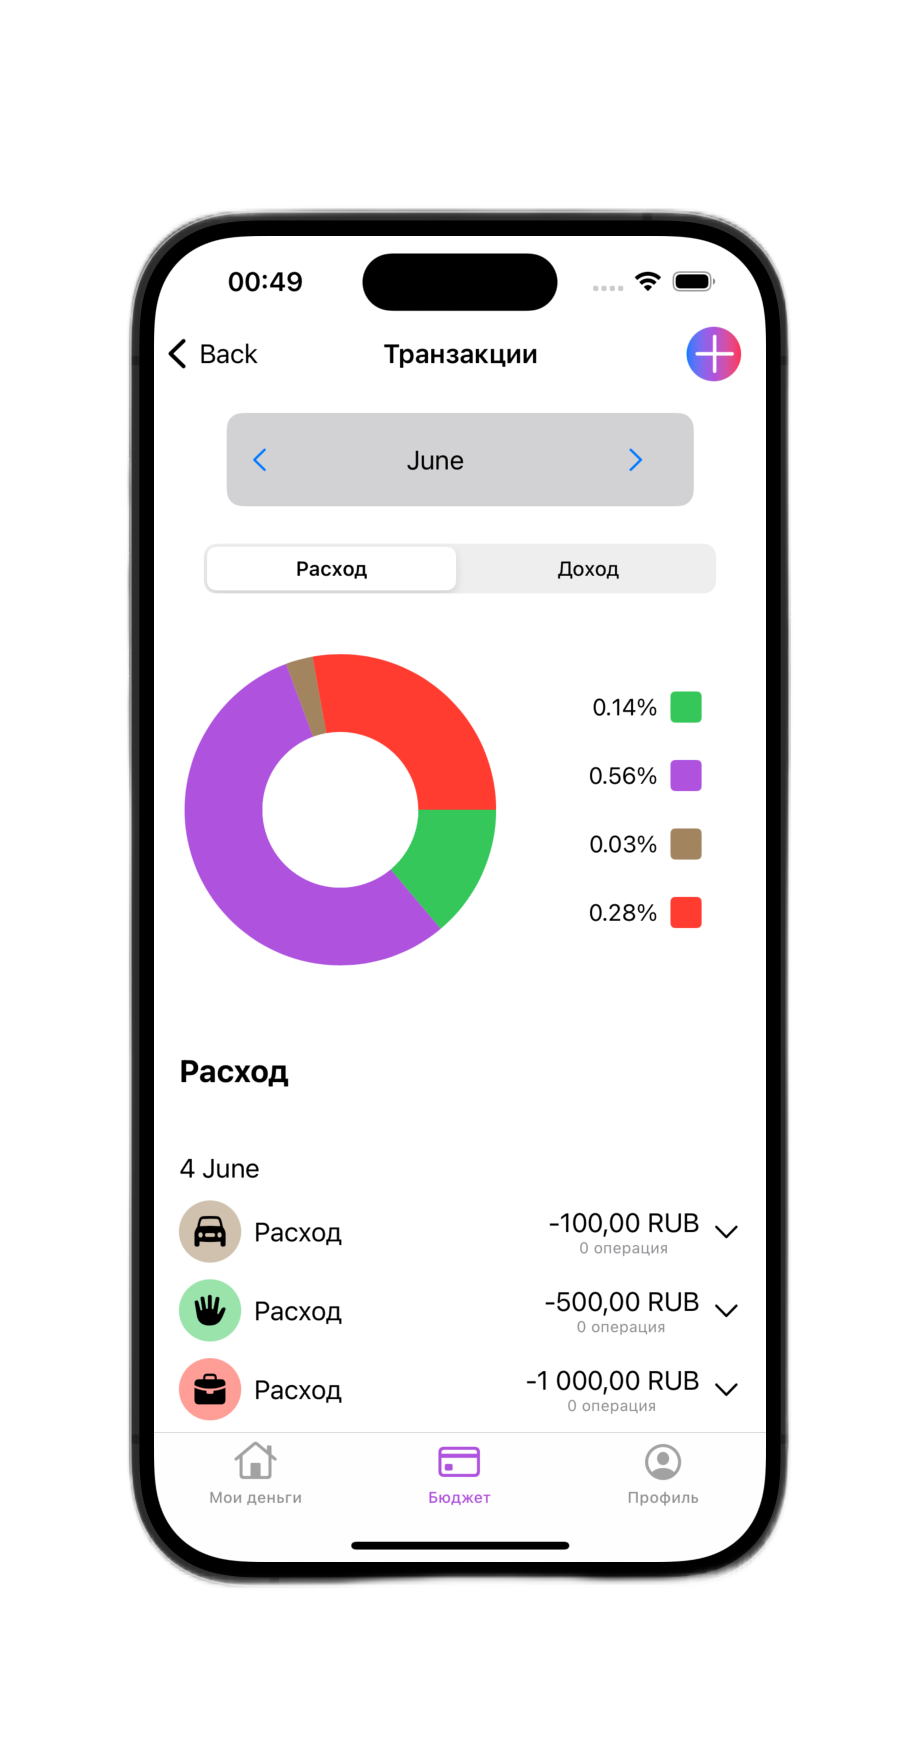 00:49
Back
Транзакции
June
Расход
Доход
0.14%
0.56%
0.03%
0.28%
Расход
4 June
Расход
-100,00 RUB
0 операция
Расход
-500,00 RUB
0 операция
Расход
-1 000,00 RUB
0 операция
Мои деньги
Бюджет
Профиль